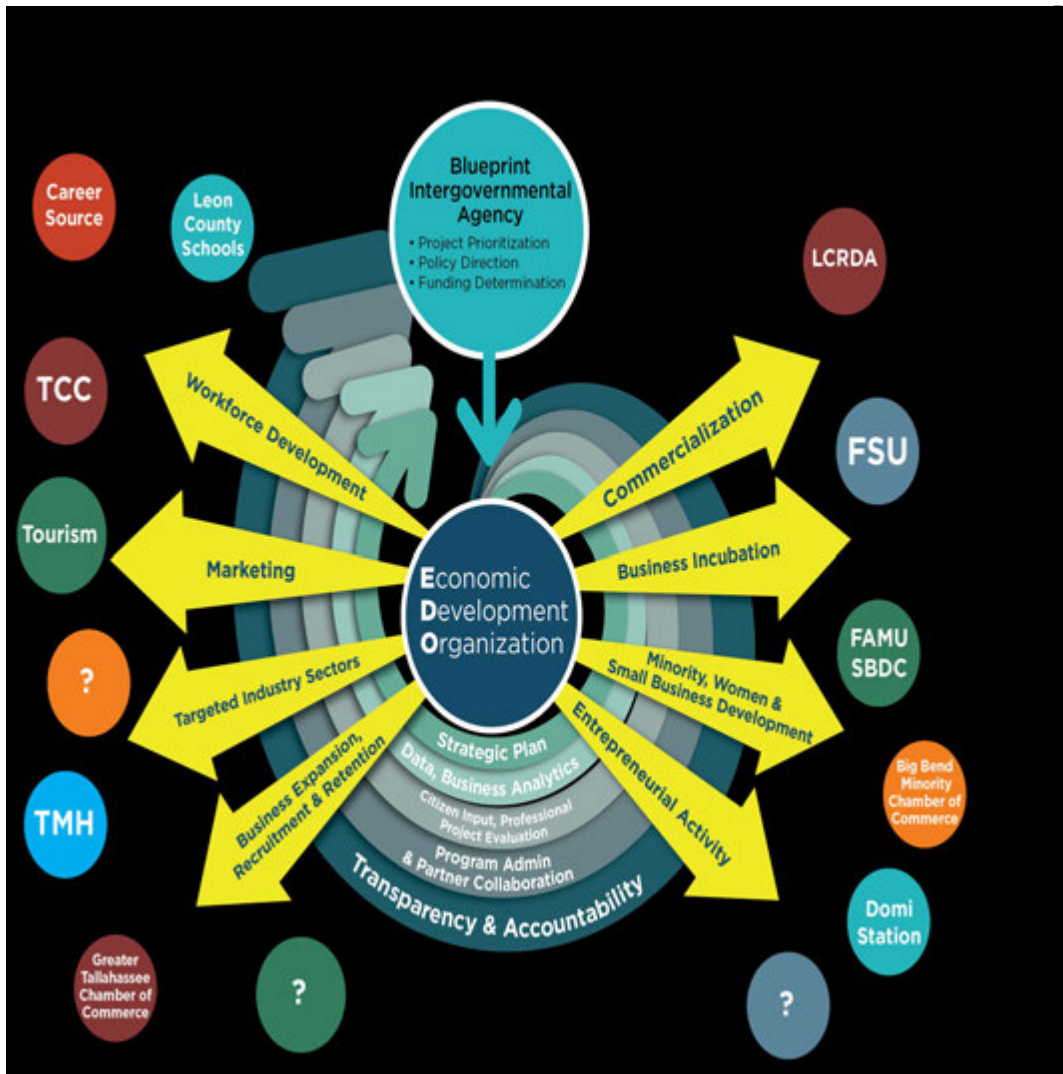 Blueprint
Intergovernmental
Agency
• Project Prioritization
• Policy Direction
• Funding Determination
Career
Source
Leon
County
Schools
LCRDA
TCC
FSU
Tourism
FAMU
SBDC
?
Big Bend
Minority
Chamber of
Commerce
TMH
Domi
Station
Greater
Tallahassee
Chamber of
Commerce
?
?
Workforce Development
Marketing
Targeted Industry Sectors
Business Expansion,
Recruitment & Retention
Commercialization
Business Incubation
Minority, Women &
Small Business Development
Entrepreneurial Activity
Economic
Development
Organization
Strategic Plan
Data, Business Analytics
Citizen Input, Professional
Project Evaluation
Program Admin
& Partner Collaboration
Transparency & Accountability